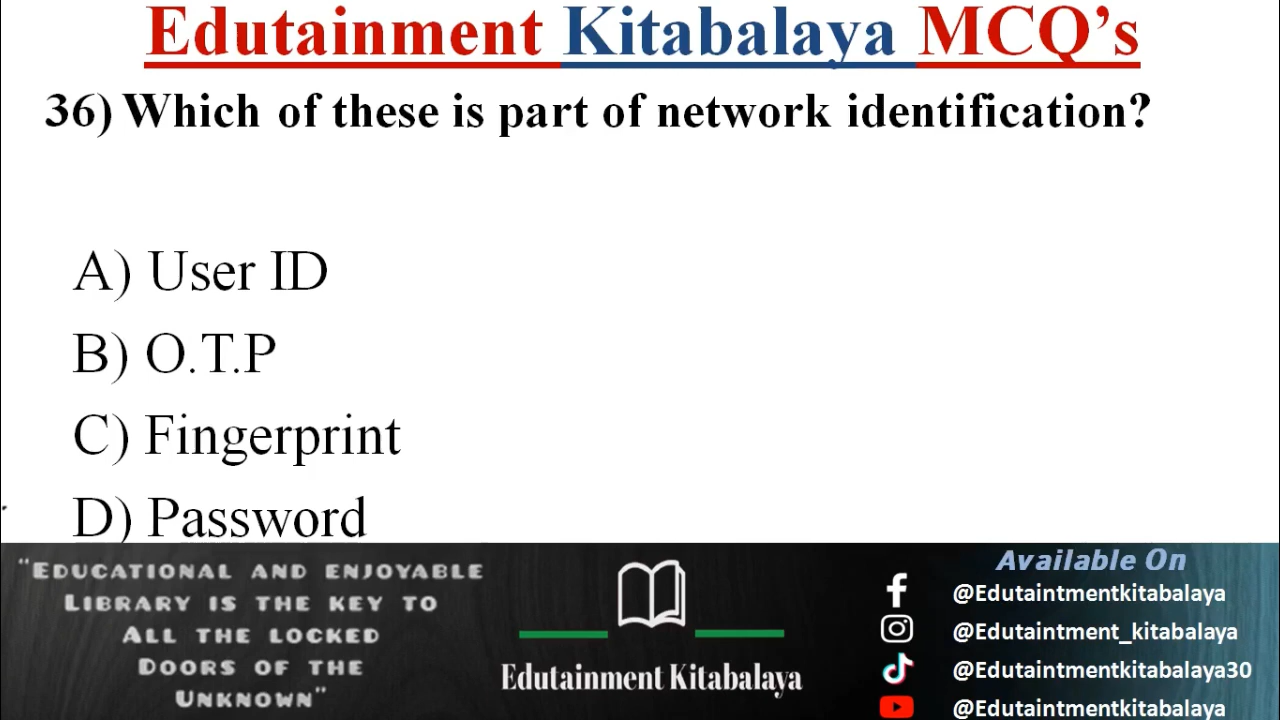 Edutainment Kitabalaya MCQ's
36) Which of these is part of network identification?
A) User ID
B) O.T.P
C) Fingerprint
D) Password
"Educational and enjoyable
Library is the key to
All the locked
Doors of the
Unknown"
Edutainment Kitabalaya
Available On
@Edutaintmentkitabalaya
@Edutaintment_kitabalaya
@Edutaintmentkitabalaya30
@Edutaintmentkitabalaya